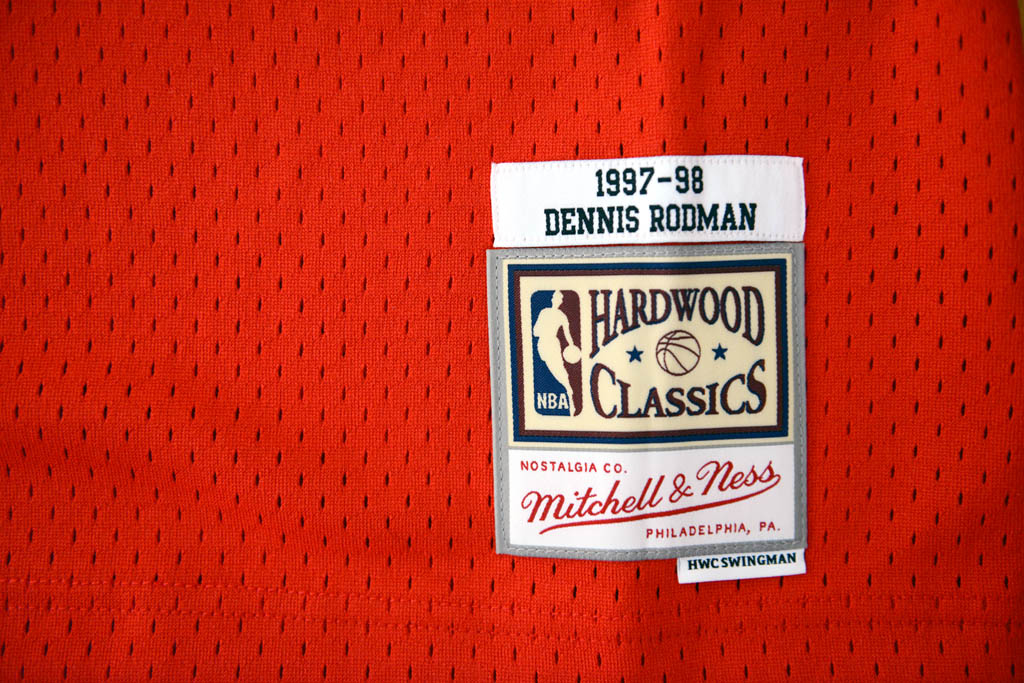 1997-98
DENNIS RODMAN
HARDWOOD
CLASSICS
NBA
NOSTALGIA CO.
Mitchell & Ness
PHILADELPHIA, PA.
HWC SWINGMAN